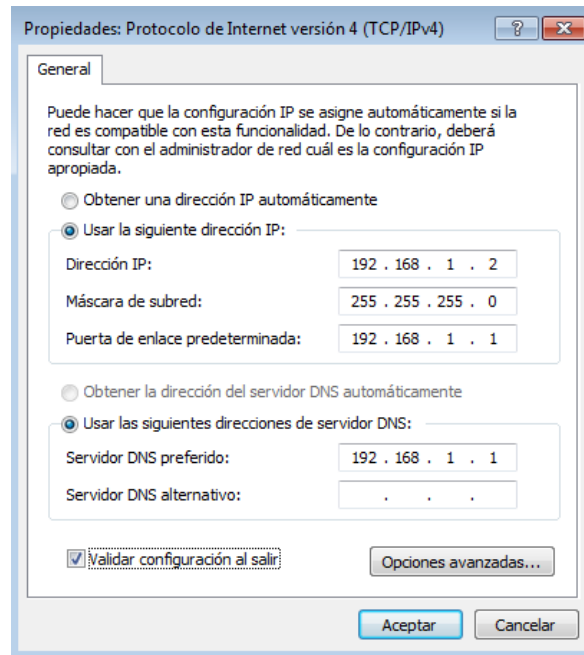 Propiedades: Protocolo de Internet versión 4 (TCP/IPv4)
General
Puede hacer que la configuración IP se asigne automáticamente si la
red es compatible con esta funcionalidad. De lo contrario, deberá
consultar con el administrador de red cuál es la configuración IP
apropiada.
Obtener una dirección IP automáticamente
Usar la siguiente dirección IP:
Dirección IP: 192 . 168 . 1 . 2
Máscara de subred: 255 . 255 . 255 . 0
Puerta de enlace predeterminada: 192 . 168 . 1 . 1
Obtener la dirección del servidor DNS automáticamente
Usar las siguientes direcciones de servidor DNS:
Servidor DNS preferido: 192 . 168 . 1 . 1
Servidor DNS alternativo: . . .
Validar configuración al salir Opciones avanzadas...
Aceptar Cancelar